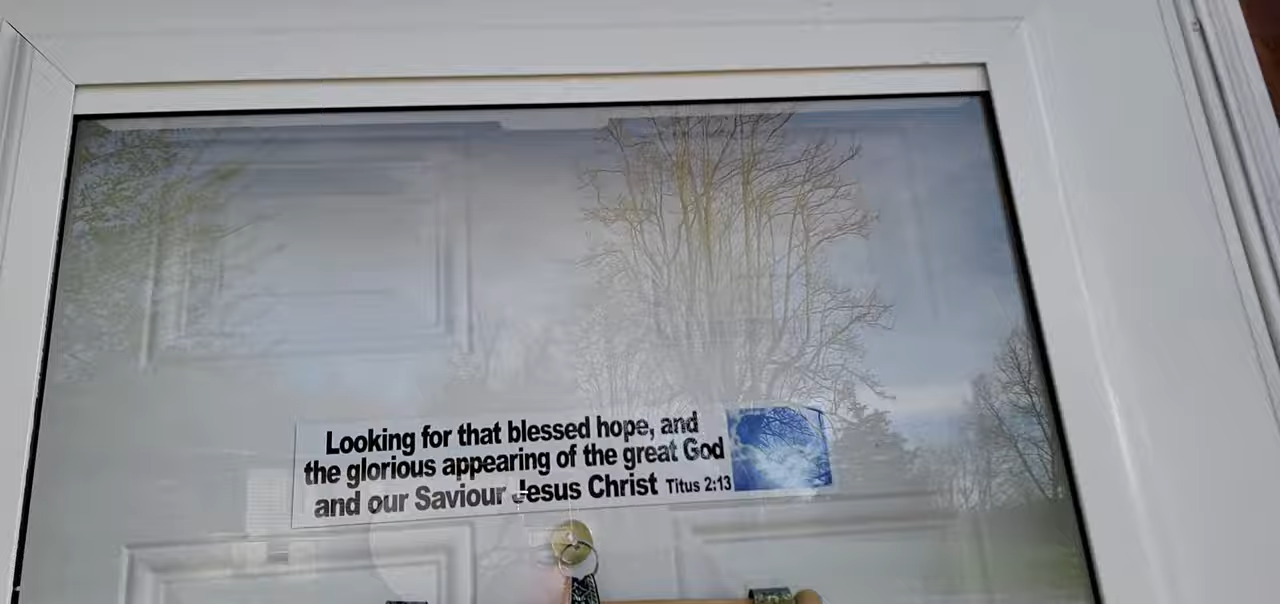 Looking for that blessed hope, and
the glorious appearing of the great God
and our Saviour Jesus Christ Titus 2:13